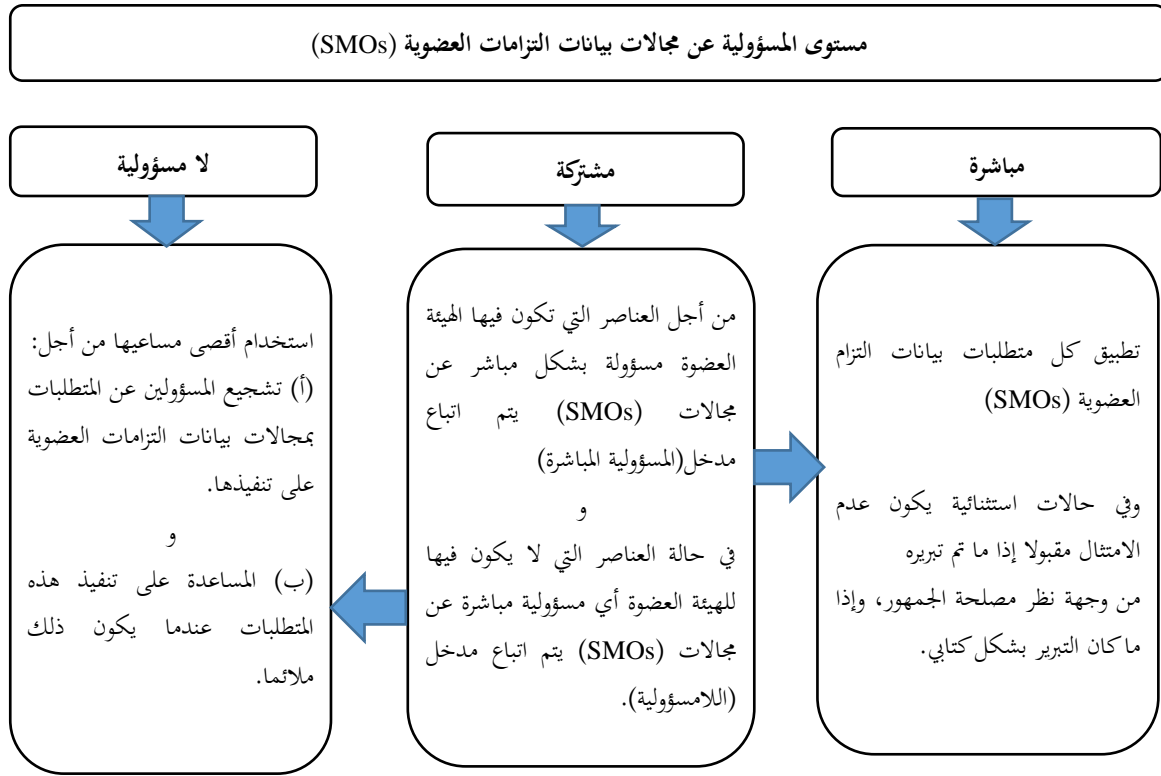 مستوى المسؤولية عن مجالات بيانات التزامات العضوية (SMOs)
مباشرة
مشتركة
لا مسؤولية
تطبيق كل متطلبات بيانات التزام
العضوية (SMOs)
وفي حالات استثنائية يكون عدم
الامتثال مقبولا إذا ما تم تبريره
من وجهة نظر مصلحة الجمهور، وإذا
ما كان التبرير بشكل كتابي.
من أجل العناصر التي تكون فيها الهيئة
العضوة مسؤولة بشكل مباشر عن
مجالات (SMOs) يتم اتباع
مدخل(المسؤولية المباشرة)
و
في حالة العناصر التي لا يكون فيها
للهيئة العضوة أي مسؤولية مباشرة عن
مجالات (SMOs) يتم اتباع مدخل
(اللامسؤولية).
استخدام أقصى مساعيها من أجل:
(أ) تشجيع المسؤولين عن المتطلبات
بمجالات بيانات التزامات العضوية
على تنفيذها.
و
(ب) المساعدة على تنفيذ هذه
المتطلبات عندما يكون ذلك
ملائما.